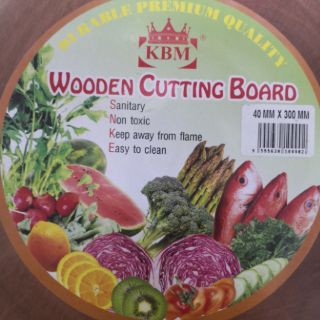 DURABLE PREMIUM QUALITY
KBM
WOODEN CUTTING BOARD
Sanitary
Non toxic
Keep away from flame
Easy to clean
40 MM X 300 MM